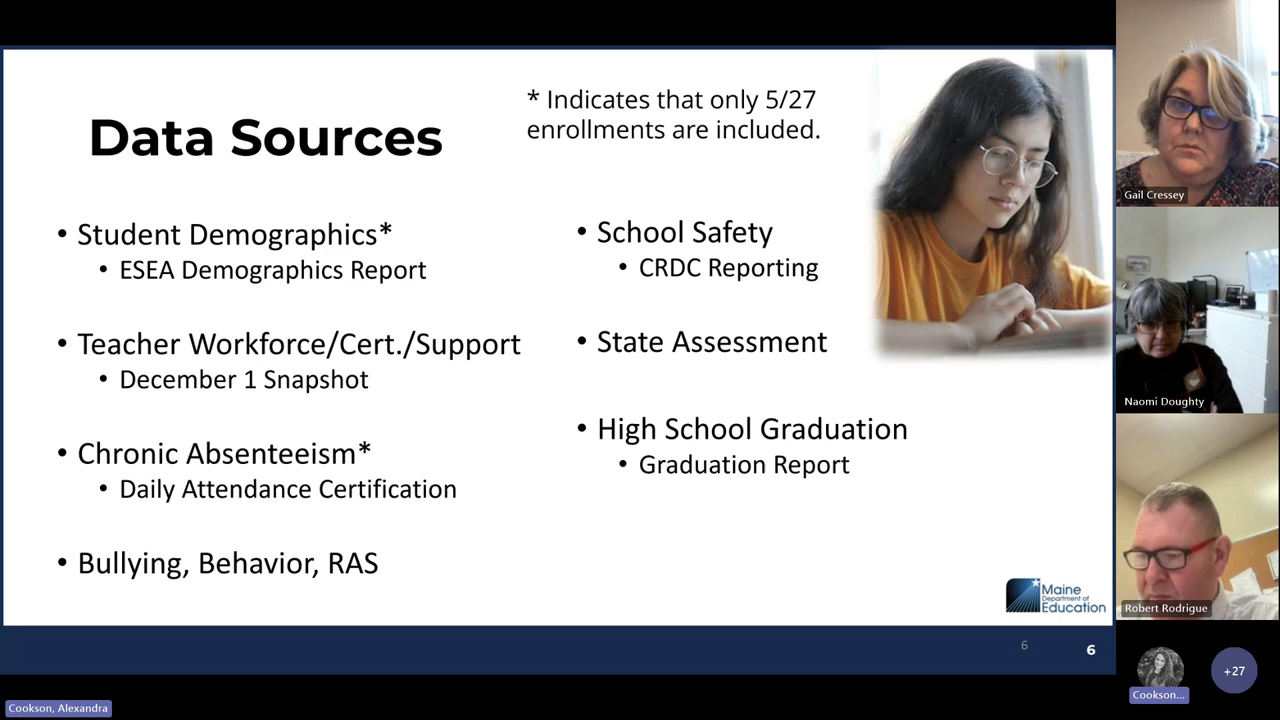 Data Sources
* Indicates that only 5/27
enrollments are included.
• Student Demographics*
• ESEA Demographics Report
• Teacher Workforce/Cert./Support
• December 1 Snapshot
• Chronic Absenteeism*
• Daily Attendance Certification
• Bullying, Behavior, RAS
• School Safety
• CRDC Reporting
• State Assessment
• High School Graduation
• Graduation Report
Maine
Department of
Education
6
6
Gail Cressey
Naomi Doughty
Robert Rodrigue
Cookson...
+27
Cookson, Alexandra